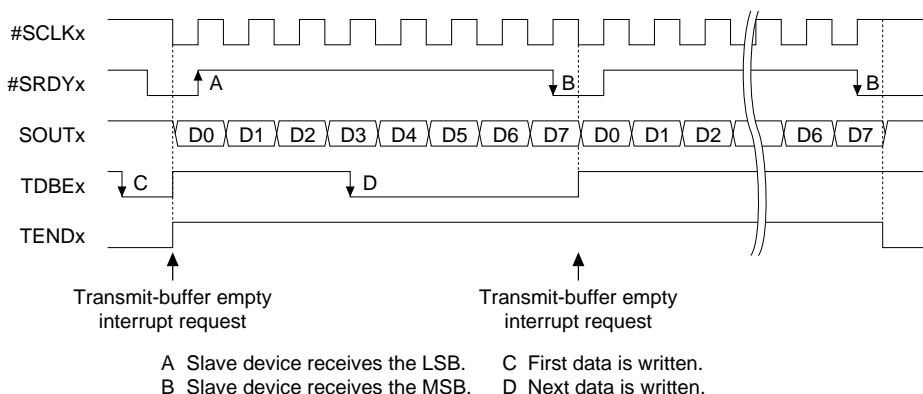 #SCLKx
#SRDYx A B B
SOUTx D0 D1 D2 D3 D4 D5 D6 D7 D0 D1 D2 D6 D7
TDBEx C D
TENDx
Transmit-buffer empty Transmit-buffer empty
interrupt request interrupt request
A Slave device receives the LSB. C First data is written.
B Slave device receives the MSB. D Next data is written.